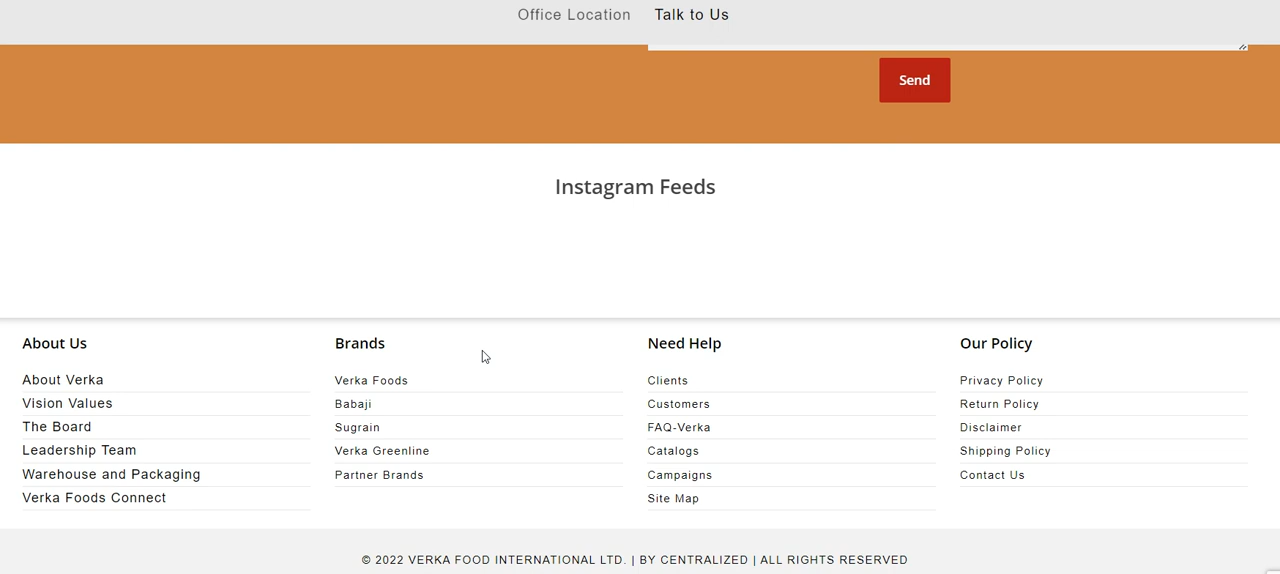 Office Location Talk to Us
Send
Instagram Feeds
About Us
About Verka
Vision Values
The Board
Leadership Team
Warehouse and Packaging
Verka Foods Connect
Brands
Verka Foods
Babaji
Sugrain
Verka Greenline
Partner Brands
Need Help
Clients
Customers
FAQ-Verka
Catalogs
Campaigns
Site Map
Our Policy
Privacy Policy
Return Policy
Disclaimer
Shipping Policy
Contact Us
© 2022 VERKA FOOD INTERNATIONAL LTD. | BY CENTRALIZED | ALL RIGHTS RESERVED